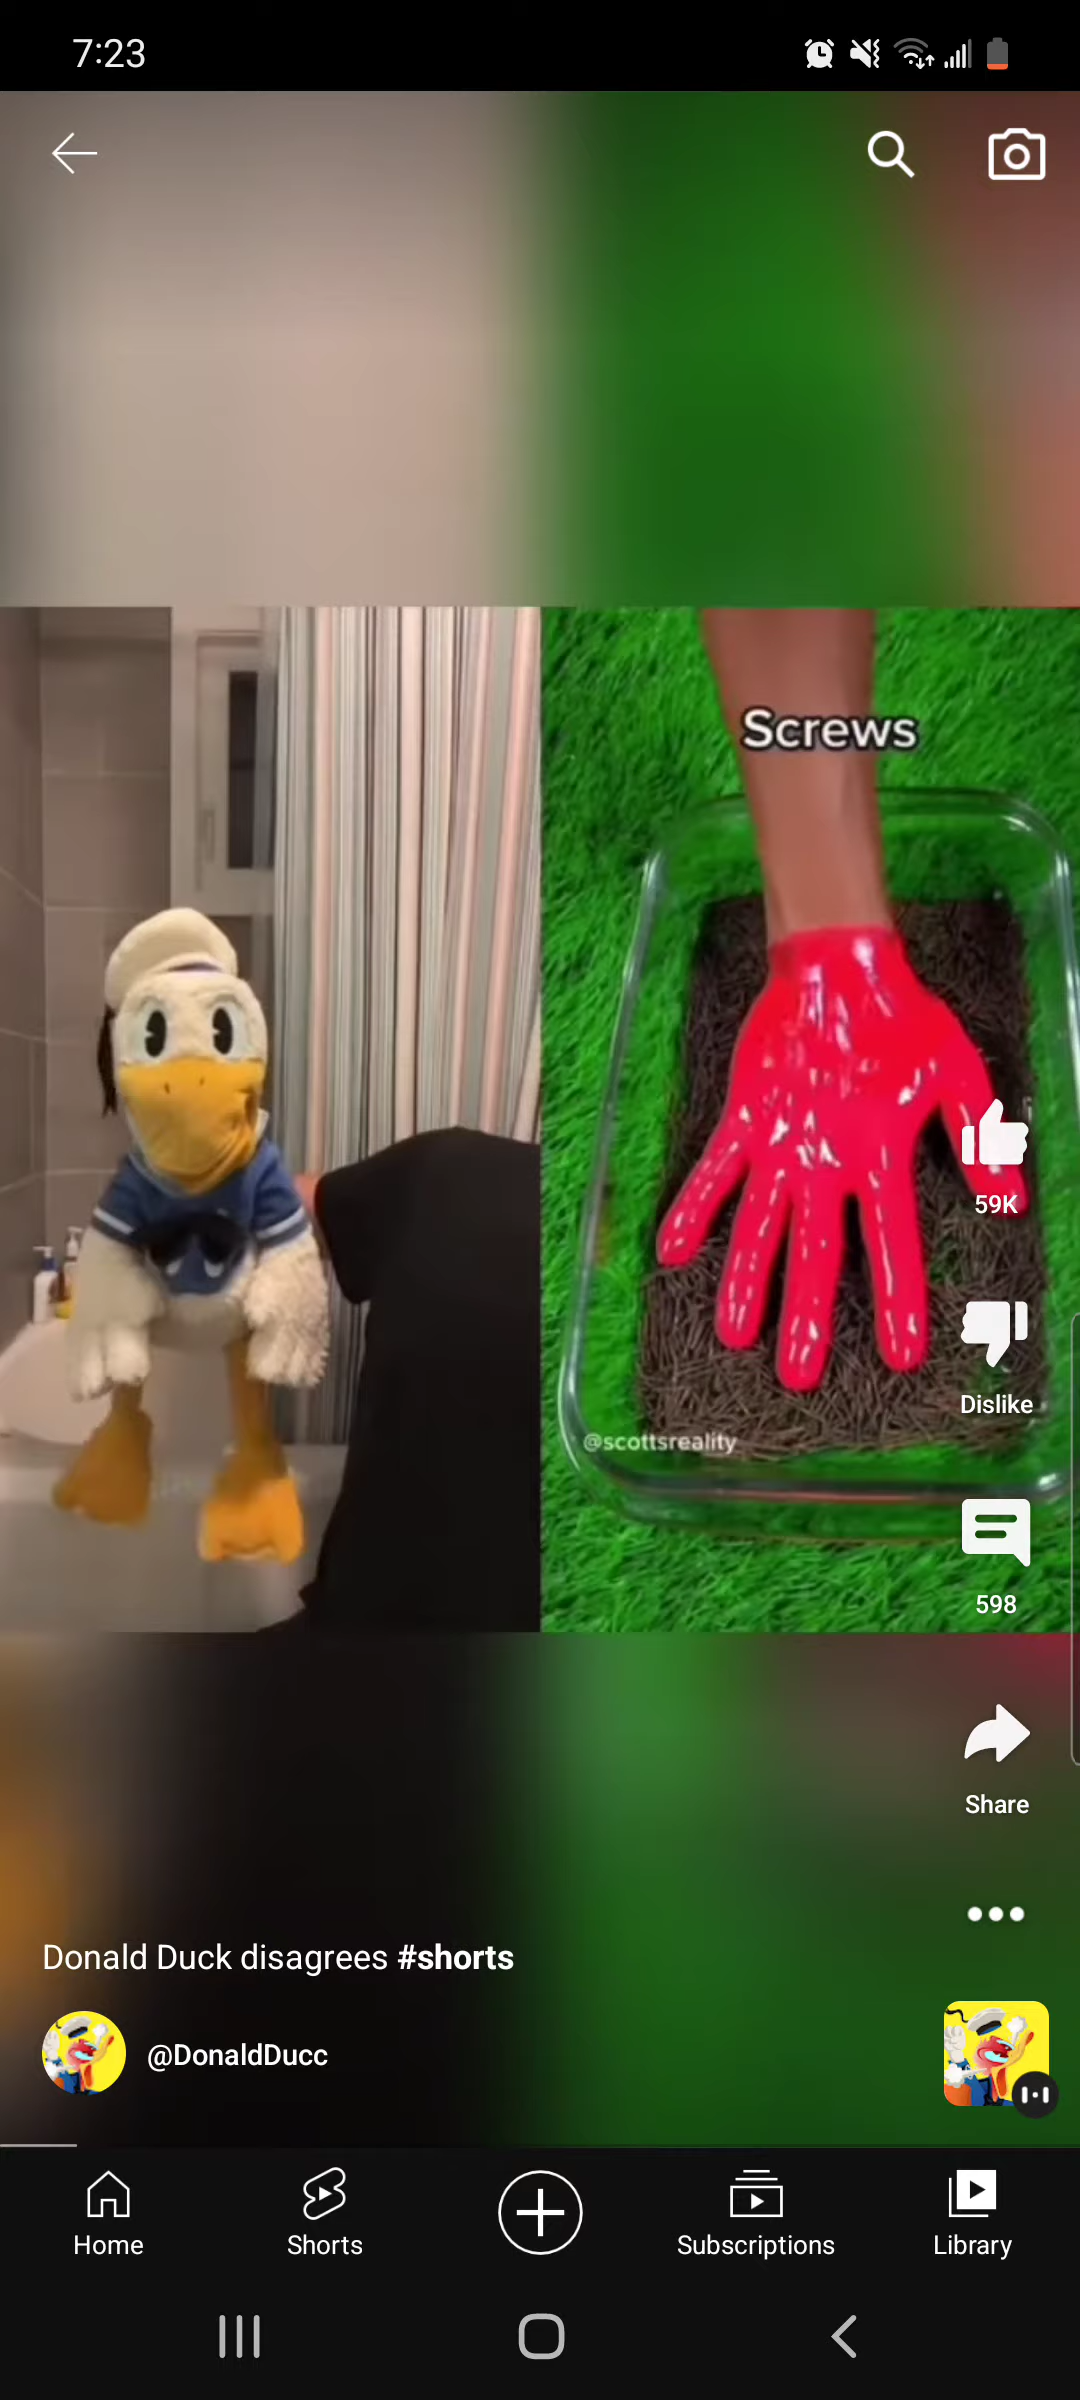 7:23
Screws
59K
Dislike
@scottsreality
598
Share
Donald Duck disagrees #shorts
@DonaldDucc
Home
Shorts
Subscriptions
Library